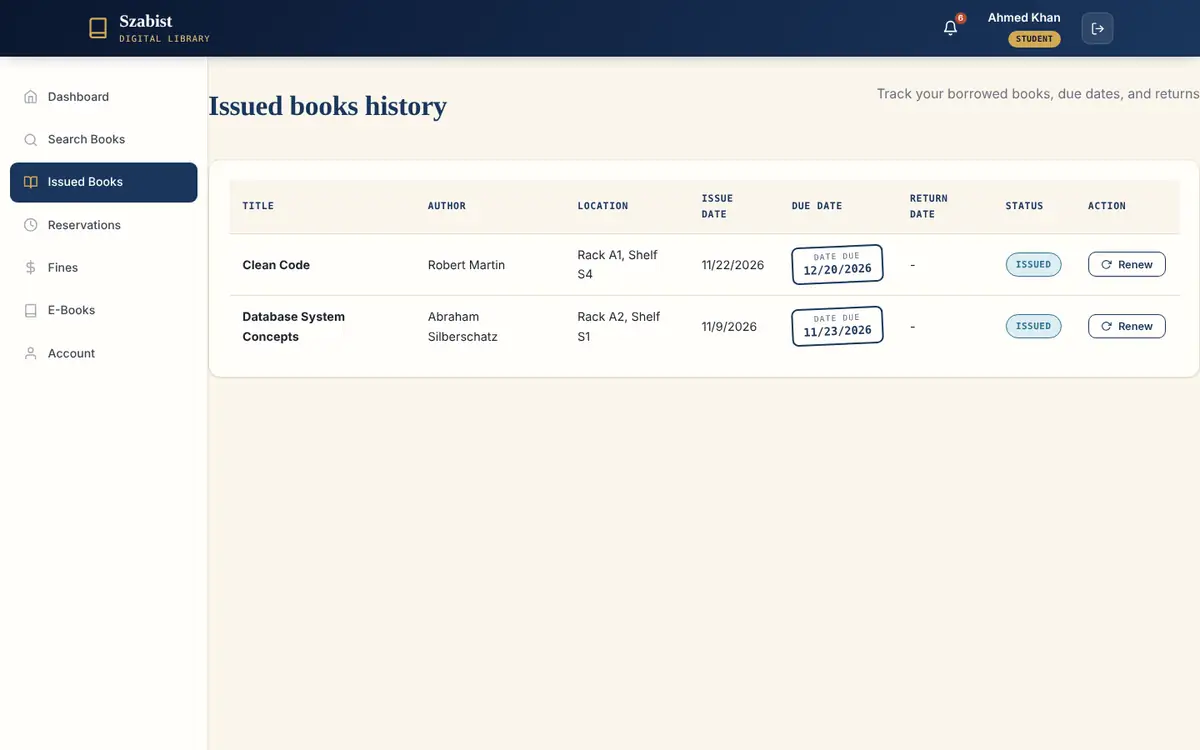 Szabist
DIGITAL LIBRARY
6
Ahmed Khan
STUDENT
Dashboard
Search Books
Issued Books
Reservations
Fines
E-Books
Account
Issued books history
Track your borrowed books, due dates, and returns
TITLE AUTHOR LOCATION ISSUE DATE DUE DATE RETURN DATE STATUS ACTION
Clean Code Robert Martin Rack A1, Shelf S4 11/22/2026 DATE DUE 12/20/2026 - ISSUED Renew
Database System Concepts Abraham Silberschatz Rack A2, Shelf S1 11/9/2026 DATE DUE 11/23/2026 - ISSUED Renew